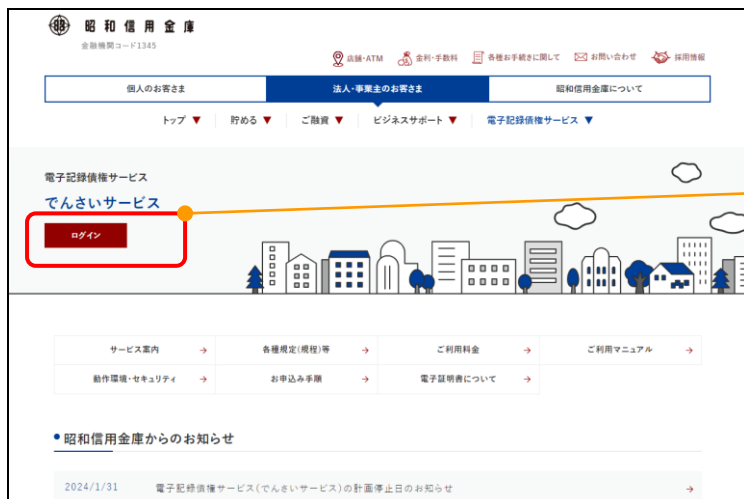 昭和信用金庫
金融機関コード1345
店舗・ATM 金利・手数料 各種お手続きに関して お問い合わせ 採用情報
個人のお客さま 法人・事業主のお客さま 昭和信用金庫について
トップ ▼ 貯める ▼ ご融資 ▼ ビジネスサポート ▼ 電子記録債権サービス ▼
電子記録債権サービス
でんさいサービス
ログイン
サービス案内 → 各種規定(規程)等 → ご利用料金 → ご利用マニュアル →
動作環境・セキュリティ → お申込み手順 → 電子証明書について →
昭和信用金庫からのお知らせ
2024/1/31 電子記録債権サービス(でんさいサービス)の計画停止日のお知らせ →